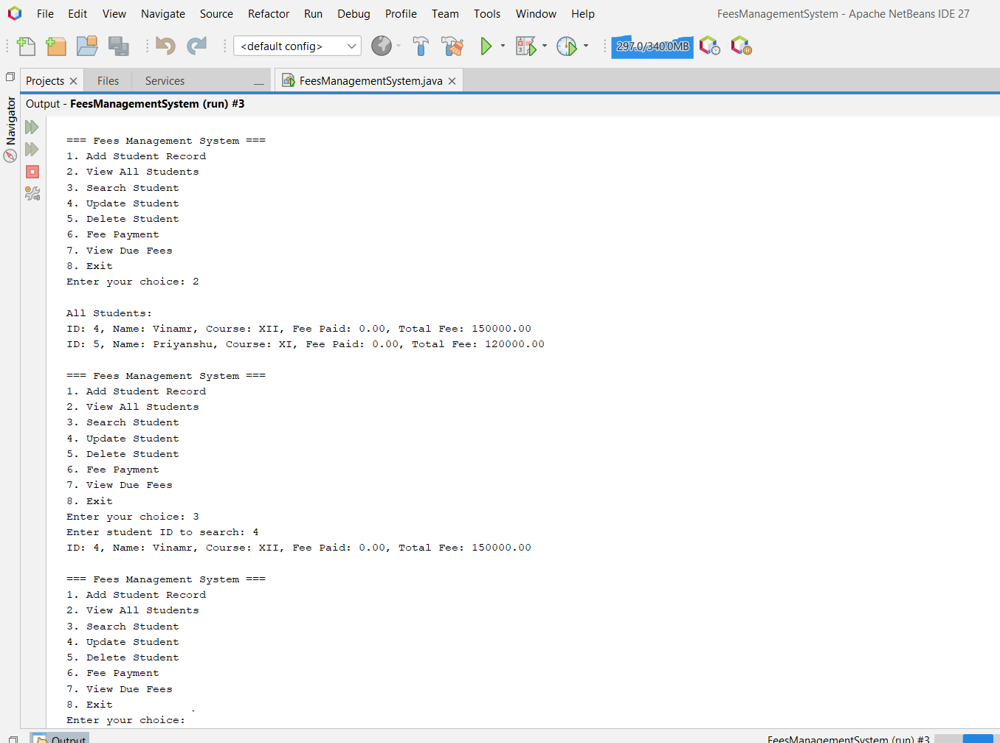 File Edit View Navigate Source Refactor Run Debug Profile Team Tools Window Help FeesManagementSystem - Apache NetBeans IDE 27
<default config> 297.0/340.0MB
Projects Files Services FeesManagementSystem.java
Navigator
Output - FeesManagementSystem (run) #3
=== Fees Management System ===
1. Add Student Record
2. View All Students
3. Search Student
4. Update Student
5. Delete Student
6. Fee Payment
7. View Due Fees
8. Exit
Enter your choice: 2
All Students:
ID: 4, Name: Vinamr, Course: XII, Fee Paid: 0.00, Total Fee: 150000.00
ID: 5, Name: Priyanshu, Course: XI, Fee Paid: 0.00, Total Fee: 120000.00
=== Fees Management System ===
1. Add Student Record
2. View All Students
3. Search Student
4. Update Student
5. Delete Student
6. Fee Payment
7. View Due Fees
8. Exit
Enter your choice: 3
Enter student ID to search: 4
ID: 4, Name: Vinamr, Course: XII, Fee Paid: 0.00, Total Fee: 150000.00
=== Fees Management System ===
1. Add Student Record
2. View All Students
3. Search Student
4. Update Student
5. Delete Student
6. Fee Payment
7. View Due Fees
8. Exit
Enter your choice:
Output FeesManagementSystem (run) #3